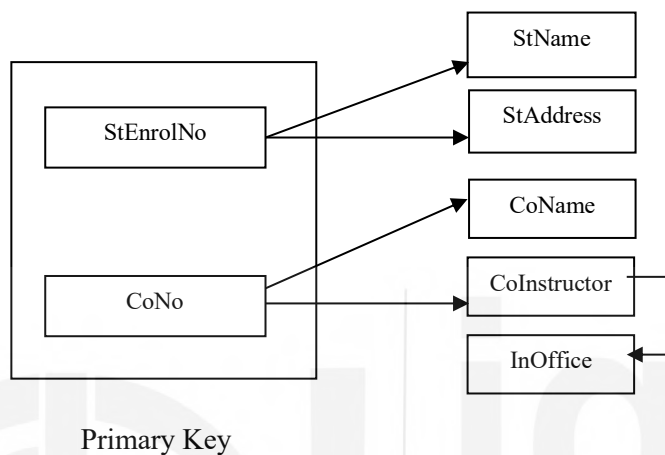 StName
StEnrolNo
StAddress
CoName
CoNo
CoInstructor
InOffice
Primary Key